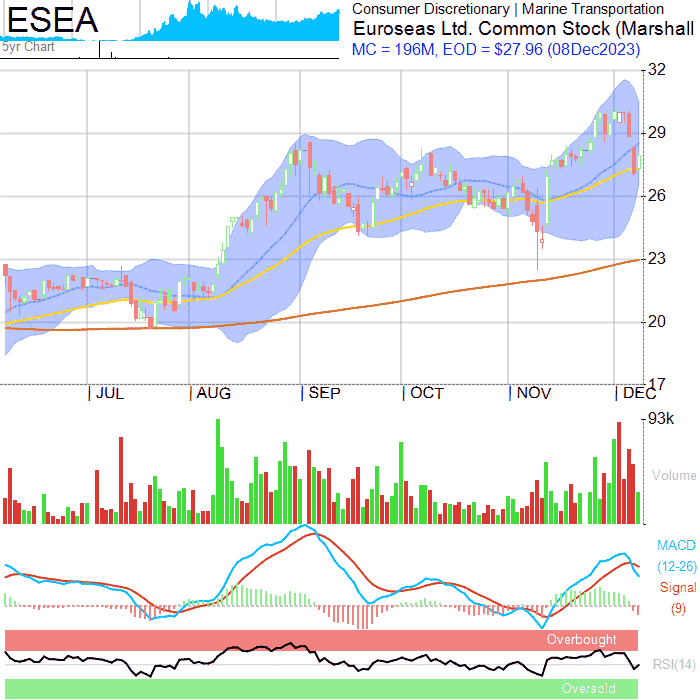 ESEA
5yr Chart
Consumer Discretionary | Marine Transportation
Euroseas Ltd. Common Stock (Marshall
MC = 196M, EOD = $27.96 (08Dec2023)
32
29
26
23
20
17
JUL AUG SEP OCT NOV DEC
93k
Volume
MACD
(12-26)
Signal
(9)
Overbought
RSI(14)
Oversold